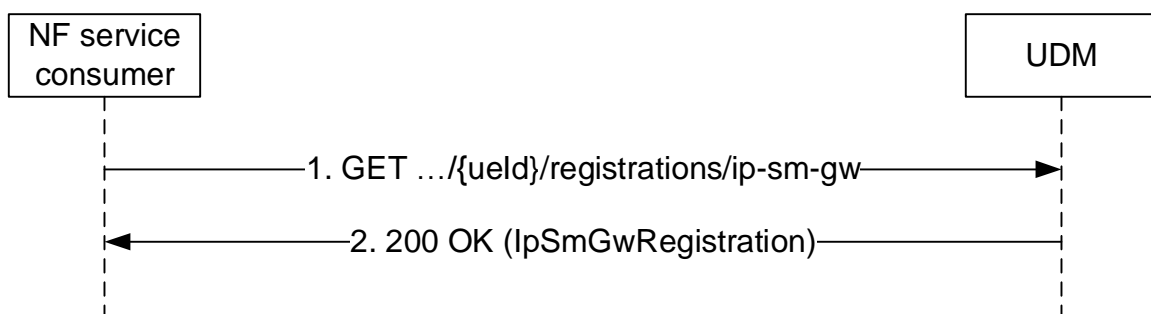 NF service
consumer
UDM
1. GET …/{ueId}/registrations/ip-sm-gw
2. 200 OK (IpSmGwRegistration)